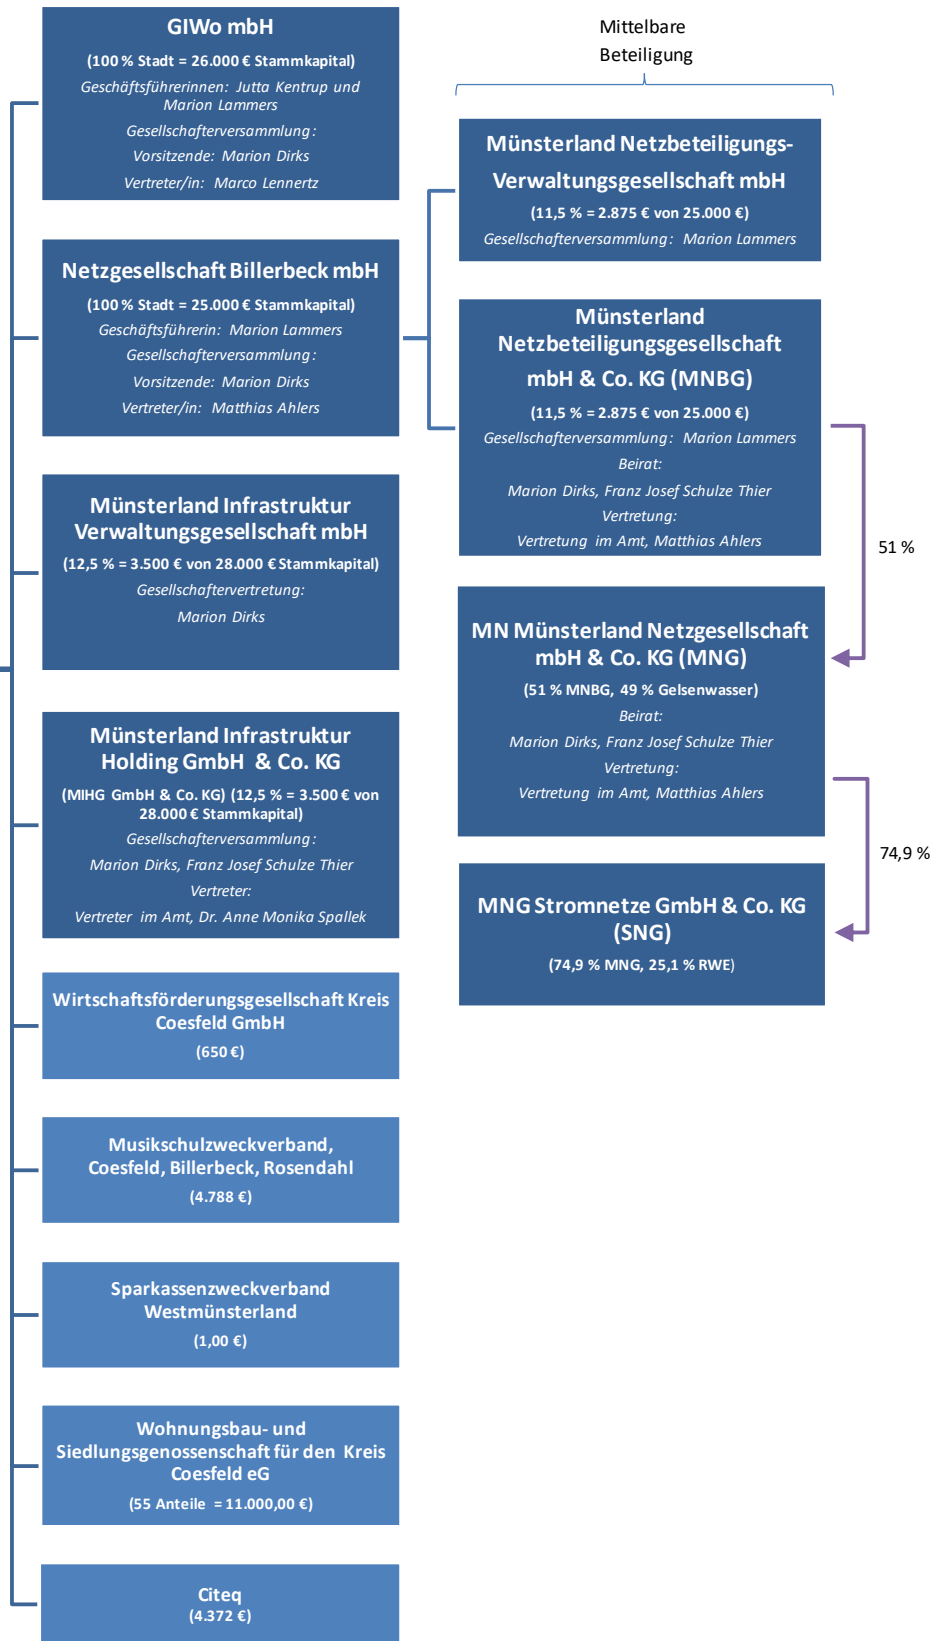 GIWo mbH
(100 % Stadt = 26.000 € Stammkapital)
Geschäftsführerinnen: Jutta Kentrup und
Marion Lammers
Gesellschafterversammlung:
Vorsitzende: Marion Dirks
Vertreter/in: Marco Lennertz
Netzgesellschaft Billerbeck mbH
(100 % Stadt = 25.000 € Stammkapital)
Geschäftsführerin: Marion Lammers
Gesellschafterversammlung:
Vorsitzende: Marion Dirks
Vertreter/in: Matthias Ahlers
Münsterland Infrastruktur
Verwaltungsgesellschaft mbH
(12,5 % = 3.500 € von 28.000 € Stammkapital)
Gesellschaftervertretung:
Marion Dirks
Münsterland Infrastruktur
Holding GmbH & Co. KG
(MIHG GmbH & Co. KG) (12,5 % = 3.500 € von
28.000 € Stammkapital)
Gesellschafterversammlung:
Marion Dirks, Franz Josef Schulze Thier
Vertreter:
Vertreter im Amt, Dr. Anne Monika Spallek
Wirtschaftsförderungsgesellschaft Kreis
Coesfeld GmbH
(650 €)
Musikschulzweckverband,
Coesfeld, Billerbeck, Rosendahl
(4.788 €)
Sparkassenzweckverband
Westmünsterland
(1,00 €)
Wohnungsbau- und
Siedlungsgenossenschaft für den Kreis
Coesfeld eG
(55 Anteile = 11.000,00 €)
Citeq
(4.372 €)
Mittelbare
Beteiligung
Münsterland Netzbeteiligungs-
Verwaltungsgesellschaft mbH
(11,5 % = 2.875 € von 25.000 €)
Gesellschafterversammlung: Marion Lammers
Münsterland
Netzbeteiligungsgesellschaft
mbH & Co. KG (MNBG)
(11,5 % = 2.875 € von 25.000 €)
Gesellschafterversammlung: Marion Lammers
Beirat:
Marion Dirks, Franz Josef Schulze Thier
Vertretung:
Vertretung im Amt, Matthias Ahlers
51 %
MN Münsterland Netzgesellschaft
mbH & Co. KG (MNG)
(51 % MNBG, 49 % Gelsenwasser)
Beirat:
Marion Dirks, Franz Josef Schulze Thier
Vertretung:
Vertretung im Amt, Matthias Ahlers
74,9 %
MNG Stromnetze GmbH & Co. KG
(SNG)
(74,9 % MNG, 25,1 % RWE)